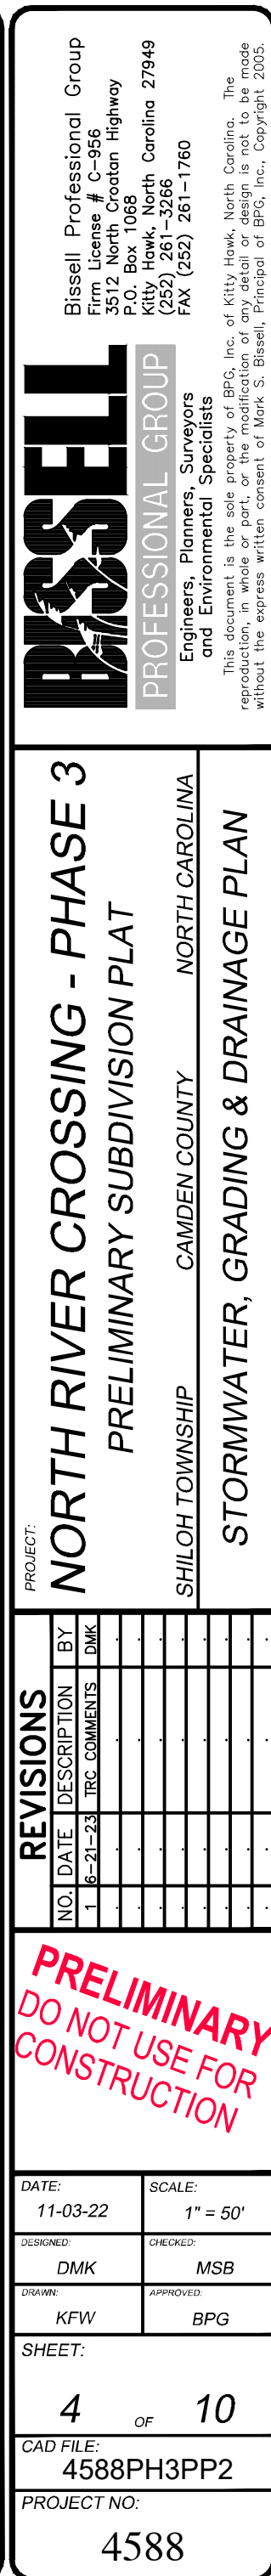 BISSELL
PROFESSIONAL GROUP
Engineers, Planners, Surveyors
and Environmental Specialists
Bissell Professional Group
Firm License # C-956
3512 North Croatan Highway
P.O. Box 1068
Kitty Hawk, North Carolina 27949
(252) 261-3266
FAX (252) 261-1760
This document is the sole property of BPG, Inc. of Kitty Hawk, North Carolina. The
reproduction, in whole or part, or the modification of any detail or design is not to be made
without the express written consent of Mark S. Bissell, Principal of BPG, Inc., Copyright 2005.
PROJECT:
NORTH RIVER CROSSING - PHASE 3
PRELIMINARY SUBDIVISION PLAT
SHILOH TOWNSHIP CAMDEN COUNTY NORTH CAROLINA
STORMWATER, GRADING & DRAINAGE PLAN
REVISIONS
NO. DATE DESCRIPTION BY
1 6-21-23 TRC COMMENTS DMK
PRELIMINARY
DO NOT USE FOR
CONSTRUCTION
DATE: SCALE:
11-03-22 1" = 50'
DESIGNED: CHECKED:
DMK MSB
DRAWN: APPROVED:
KFW BPG
SHEET:
4 OF 10
CAD FILE:
4588PH3PP2
PROJECT NO:
4588